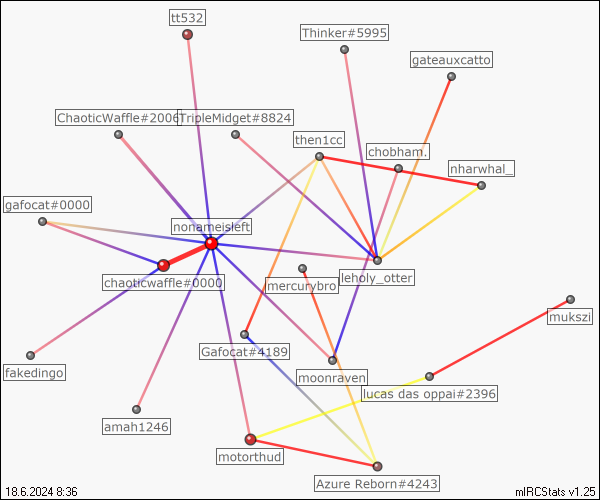 tt532
Thinker#5995
gateauxcatto
ChaoticWaffle#2006
TripleMidget#8824
then1cc
chobham.
nharwhal_
gafocat#0000
nonameisleft
chaoticwaffle#0000
mercurybro
leholy_otter
mukszi
Gafocat#4189
fakedingo
moonraven
lucas das oppai#2396
amah1246
motorthud
Azure Reborn#4243
18.6.2024 8:36
mIRCStats v1.25